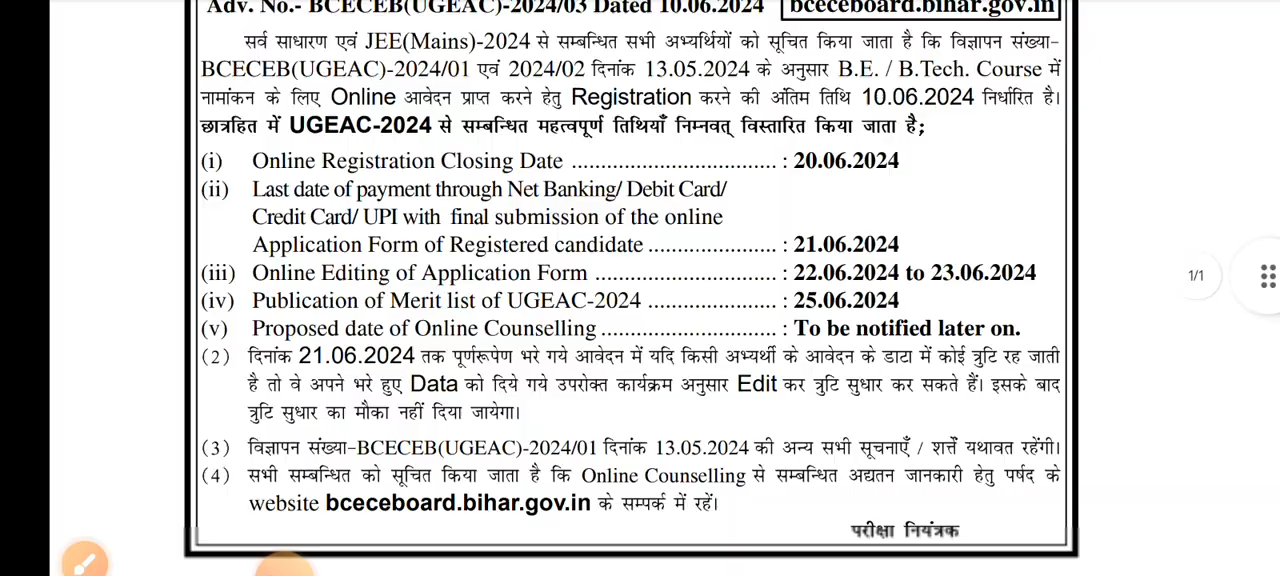 Adv. No.- BCECEB(UGEAC)-2024/03 Dated 10.06.2024 bceceboard.bihar.gov.in
सर्व साधारण एवं JEE(Mains)-2024 से सम्बन्धित सभी अभ्यर्थियों को सूचित किया जाता है कि विज्ञापन संख्या-
BCECEB(UGEAC)-2024/01 एवं 2024/02 दिनांक 13.05.2024 के अनुसार B.E. / B.Tech. Course में
नामांकन के लिए Online आवेदन प्राप्त करने हेतु Registration करने की अंतिम तिथि 10.06.2024 निर्धारित है।
छात्रहित में UGEAC-2024 से सम्बन्धित महत्वपूर्ण तिथियाँ निम्नवत् विस्तारित किया जाता है;
(i) Online Registration Closing Date .................................. : 20.06.2024
(ii) Last date of payment through Net Banking/ Debit Card/
Credit Card/ UPI with final submission of the online
Application Form of Registered candidate ...................... : 21.06.2024
(iii) Online Editing of Application Form ............................... : 22.06.2024 to 23.06.2024
(iv) Publication of Merit list of UGEAC-2024 ...................... : 25.06.2024
(v) Proposed date of Online Counselling .............................. : To be notified later on.
(2) दिनांक 21.06.2024 तक पूर्णरूपेण भरे गये आवेदन में यदि किसी अभ्यर्थी के आवेदन के डाटा में कोई त्रुटि रह जाती
है तो वे अपने भरे हुए Data को दिये गये उपरोक्त कार्यक्रम अनुसार Edit कर त्रुटि सुधार कर सकते हैं। इसके बाद
त्रुटि सुधार का मौका नहीं दिया जायेगा।
(3) विज्ञापन संख्या-BCECEB(UGEAC)-2024/01 दिनांक 13.05.2024 की अन्य सभी सूचनाएँ / शर्त्तें यथावत रहेंगी।
(4) सभी सम्बन्धित को सूचित किया जाता है कि Online Counselling से सम्बन्धित अद्यतन जानकारी हेतु पर्षद के
website bceceboard.bihar.gov.in के सम्पर्क में रहें।
परीक्षा नियंत्रक
1/1